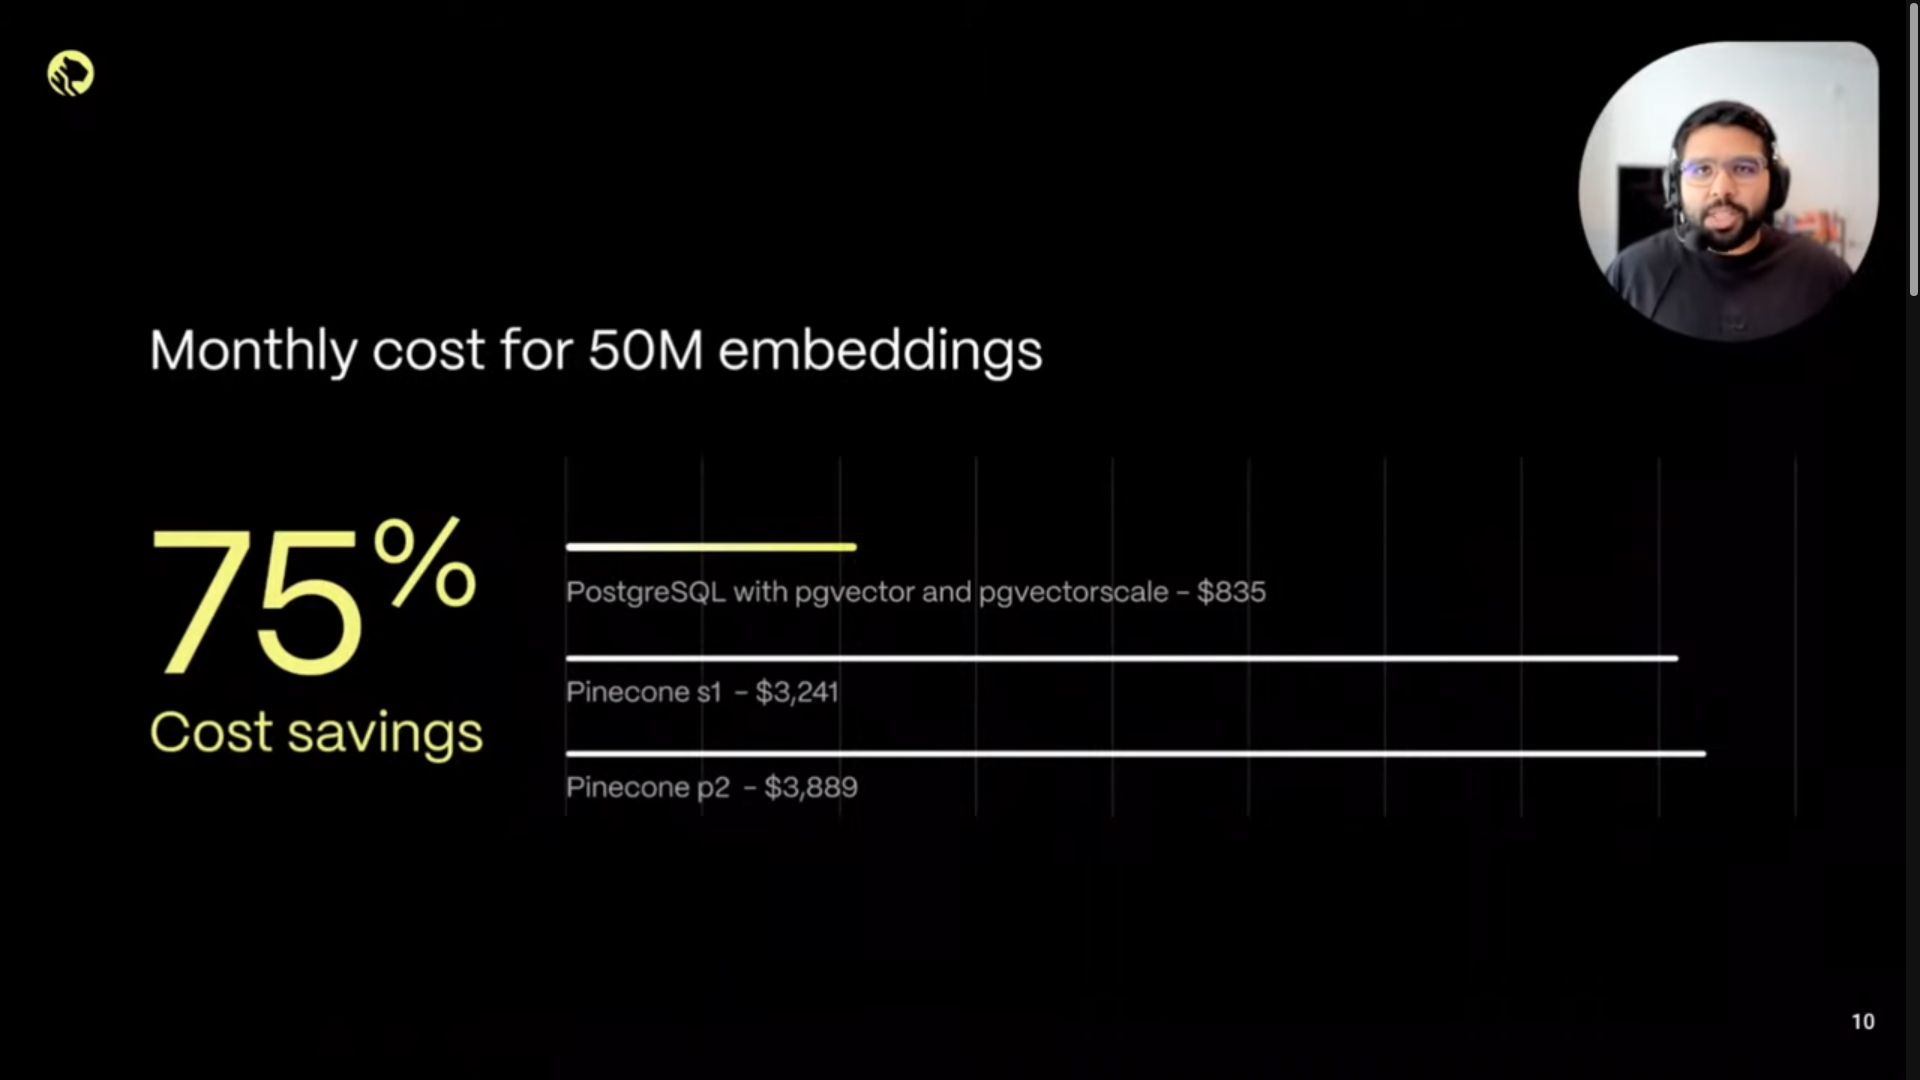 Monthly cost for 50M embeddings
75%
Cost savings
PostgreSQL with pgvector and pgvectorscale – $835
Pinecone s1 – $3,241
Pinecone p2 – $3,889
10